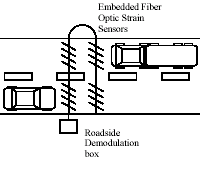 Embedded Fiber
Optic Strain
Sensors
Roadside
Demodulation
box